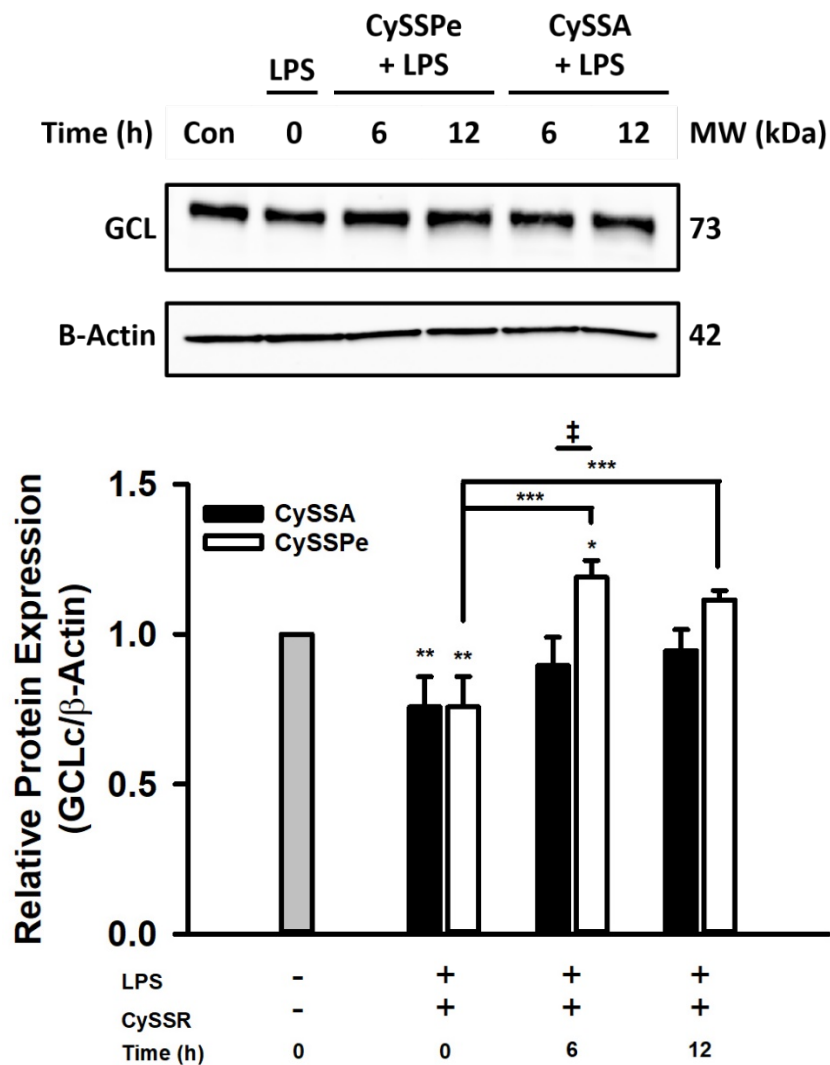 CySSPe CySSA
LPS + LPS + LPS
Time (h) Con 0 6 12 6 12 MW (kDa)
GCL 73
B-Actin 42
‡
***
1.5
***
CySSA
CySSPe
*
Relative Protein Expression
(GCLc/β-Actin)
1.0
** **
0.5
0.0
LPS - + + +
CySSR - + + +
Time (h) 0 0 6 12